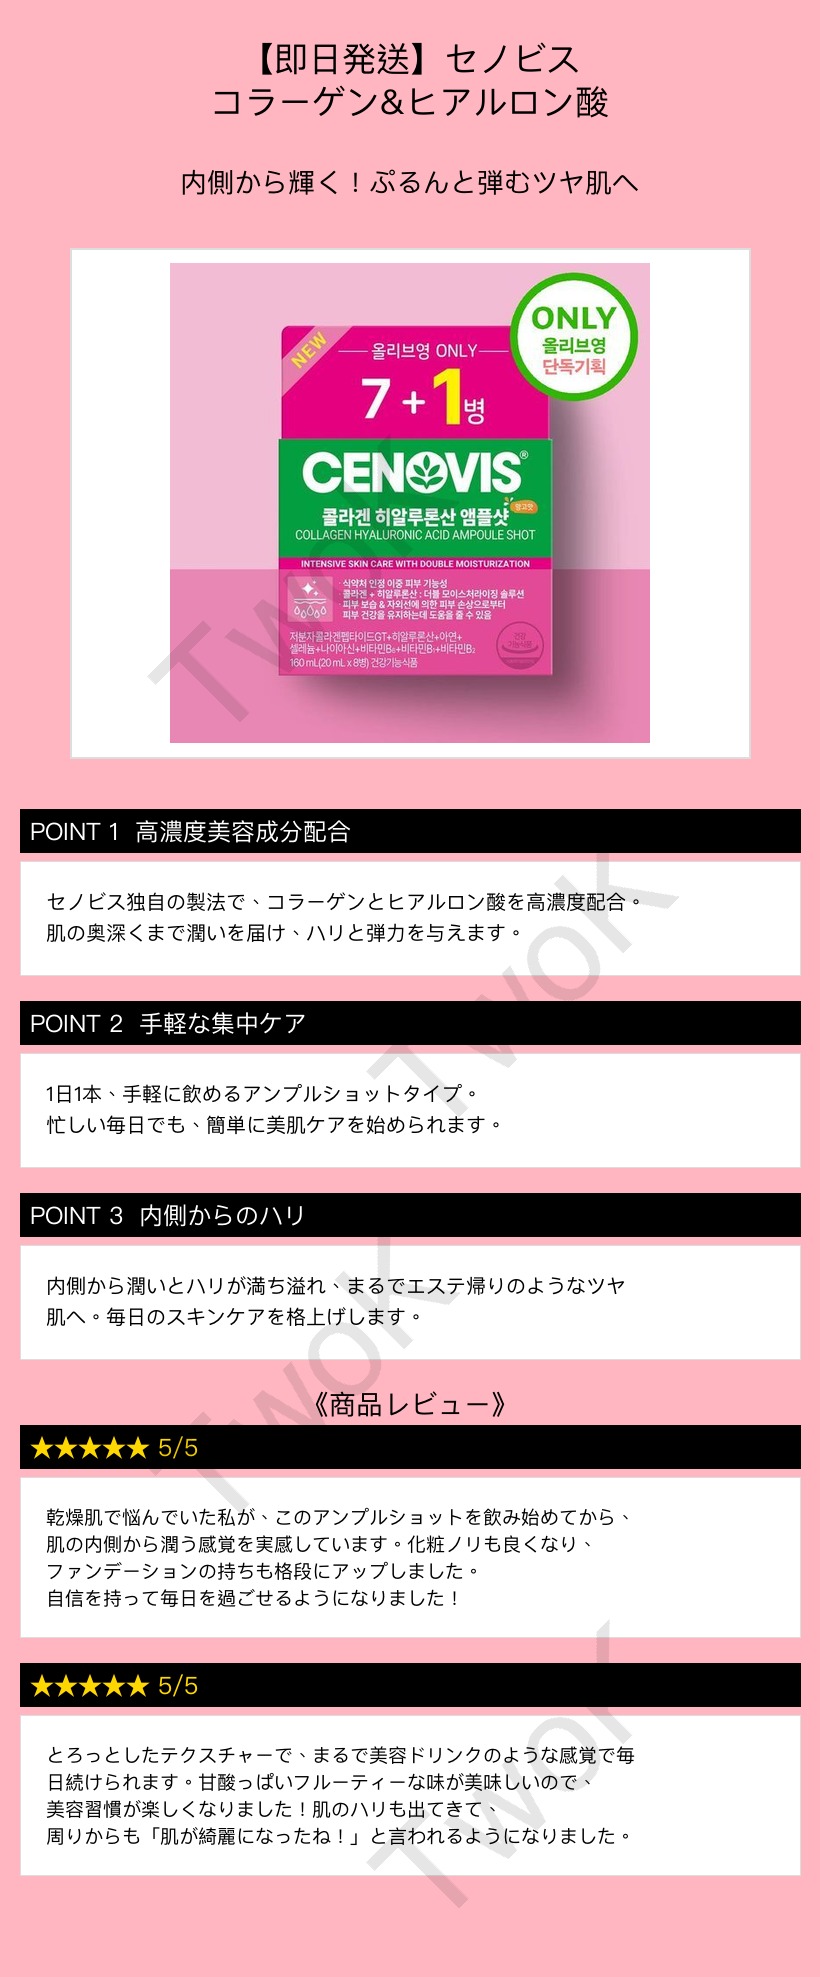 【即日発送】セノビス
コラーゲン&ヒアルロン酸
内側から輝く！ぷるんと弾むツヤ肌へ
ONLY
올리브영
단독기획
NEW
올리브영 ONLY
7+1병
CENOVIS®
망고맛
콜라겐 히알루론산 앰플샷
COLLAGEN HYALURONIC ACID AMPOULE SHOT
INTENSIVE SKIN CARE WITH DOUBLE MOISTURIZATION
· 식약처 인정 이중 피부 기능성
· 콜라겐 + 히알루론산 : 더블 모이스처라이징 솔루션
· 피부 보습 & 자외선에 의한 피부 손상으로부터
피부 건강을 유지하는데 도움을 줄 수 있음
저분자콜라겐펩타이드GT+히알루론산+아연+
셀레늄+나이아신+비타민B₆+비타민B₁+비타민B₂
160 mL(20 mL x 8병) 건강기능식품
건강
기능식품
POINT 1 高濃度美容成分配合
セノビス独自の製法で、コラーゲンとヒアルロン酸を高濃度配合。
肌の奥深くまで潤いを届け、ハリと弾力を与えます。
POINT 2 手軽な集中ケア
1日1本、手軽に飲めるアンプルショットタイプ。
忙しい毎日でも、簡単に美肌ケアを始められます。
POINT 3 内側からのハリ
内側から潤いとハリが満ち溢れ、まるでエステ帰りのようなツヤ
肌へ。毎日のスキンケアを格上げします。
《商品レビュー》
★★★★★ 5/5
乾燥肌で悩んでいた私が、このアンプルショットを飲み始めてから、
肌の内側から潤う感覚を実感しています。化粧ノリも良くなり、
ファンデーションの持ちも格段にアップしました。
自信を持って毎日を過ごせるようになりました！
★★★★★ 5/5
とろっとしたテクスチャーで、まるで美容ドリンクのような感覚で毎
日続けられます。甘酸っぱいフルーティーな味が美味しいので、
美容習慣が楽しくなりました！肌のハリも出てきて、
周りからも「肌が綺麗になったね！」と言われるようになりました。
TwoK
TwoK
TwoK
TwoK